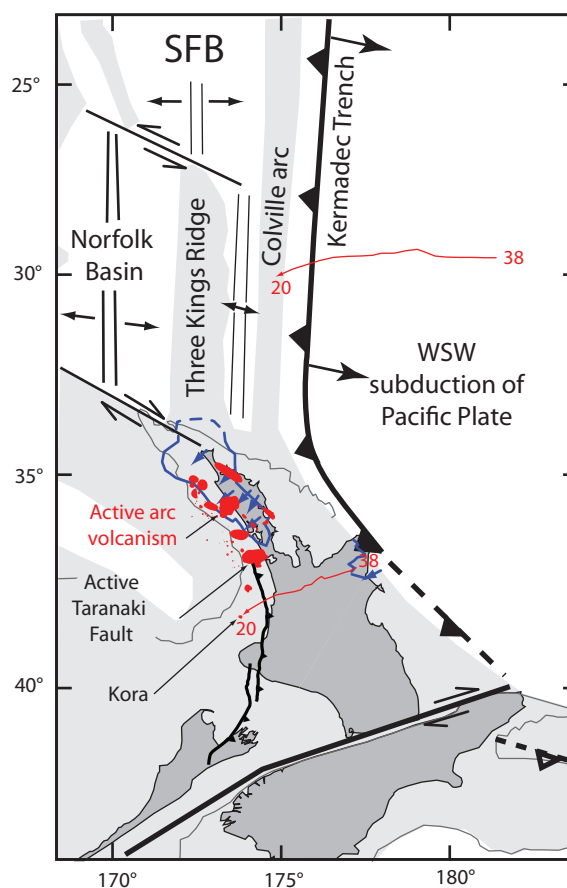 SFB
25°
Kermadec Trench
Colville arc
Three Kings Ridge
Norfolk
Basin
38
20
30°
WSW
subduction of
Pacific Plate
35°
Active arc
volcanism
38
Active
Taranaki
Fault
20
Kora
40°
170°
175°
180°